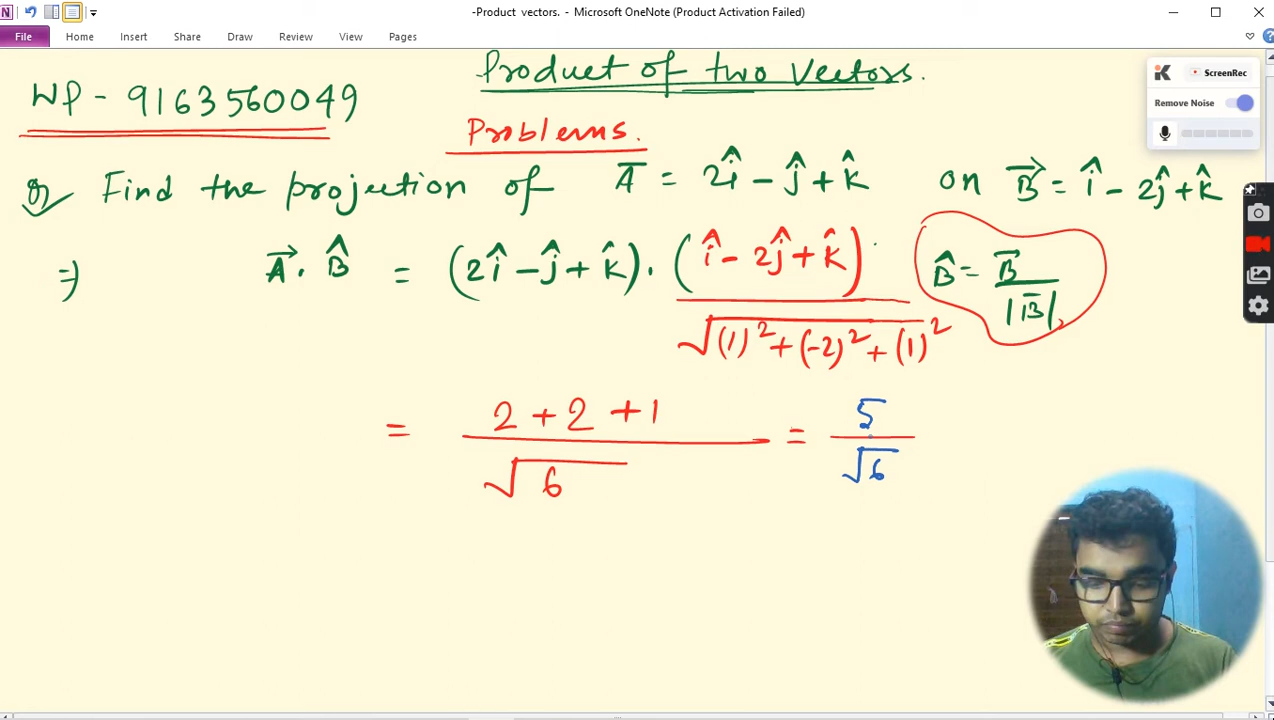 -Product vectors. - Microsoft OneNote (Product Activation Failed)
File Home Insert Share Draw Review View Pages
ScreenRec
Remove Noise
Product of two Vectors.
WP - 9163560049
Problems.
Q/ Find the projection of A̅ = 2î - ĵ + k̂ on B⃗ = î - 2ĵ + k̂
⇒ A⃗ . B̂ = (2î - ĵ + k̂) . (î - 2ĵ + k̂) / √(1)² + (-2)² + (1)²
B̂ = B̅ / |B̅|,
= 2 + 2 + 1 / √6 = 5 / √6